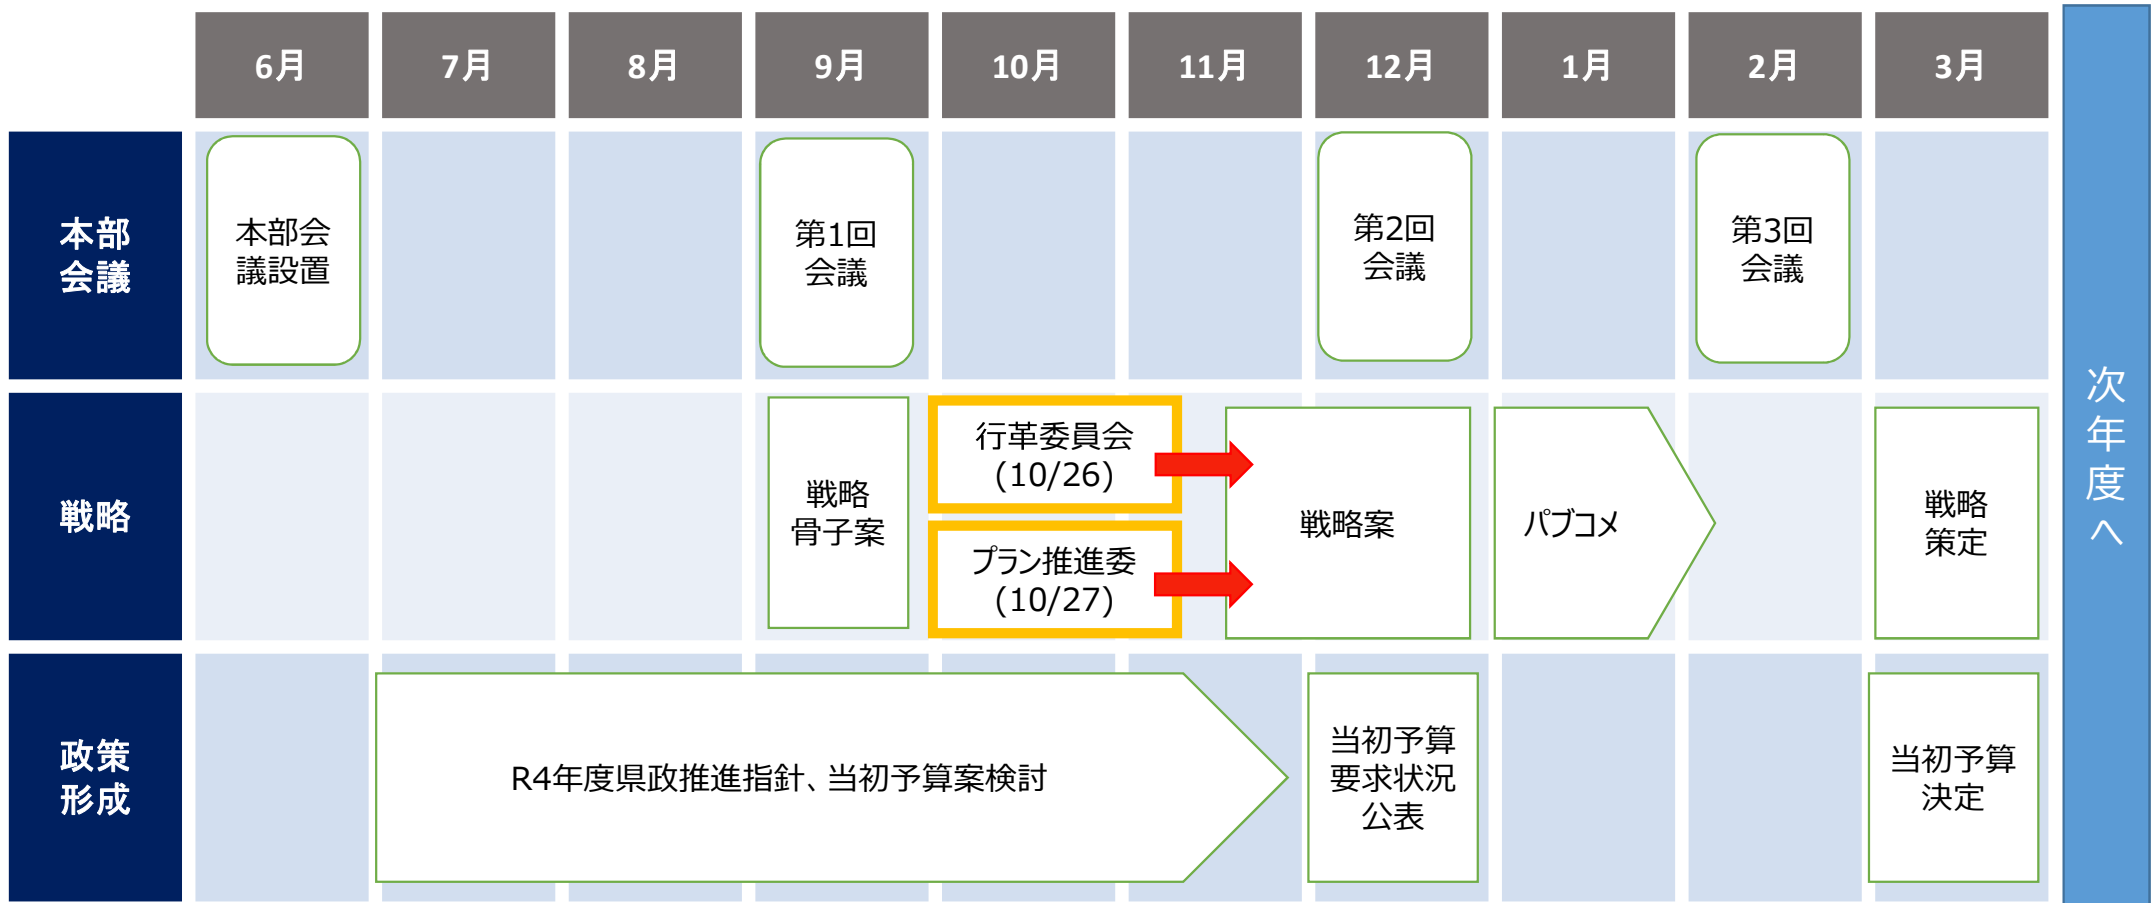 6月
7月
8月
9月
10月
11月
12月
1月
2月
3月
本部
会議
本部会
議設置
第1回
会議
第2回
会議
第3回
会議
戦略
戦略
骨子案
行革委員会
(10/26)
プラン推進委
(10/27)
戦略案
パブコメ
戦略
策定
政策
形成
R4年度県政推進指針、当初予算案検討
当初予算
要求状況
公表
当初予算
決定
次年度へ